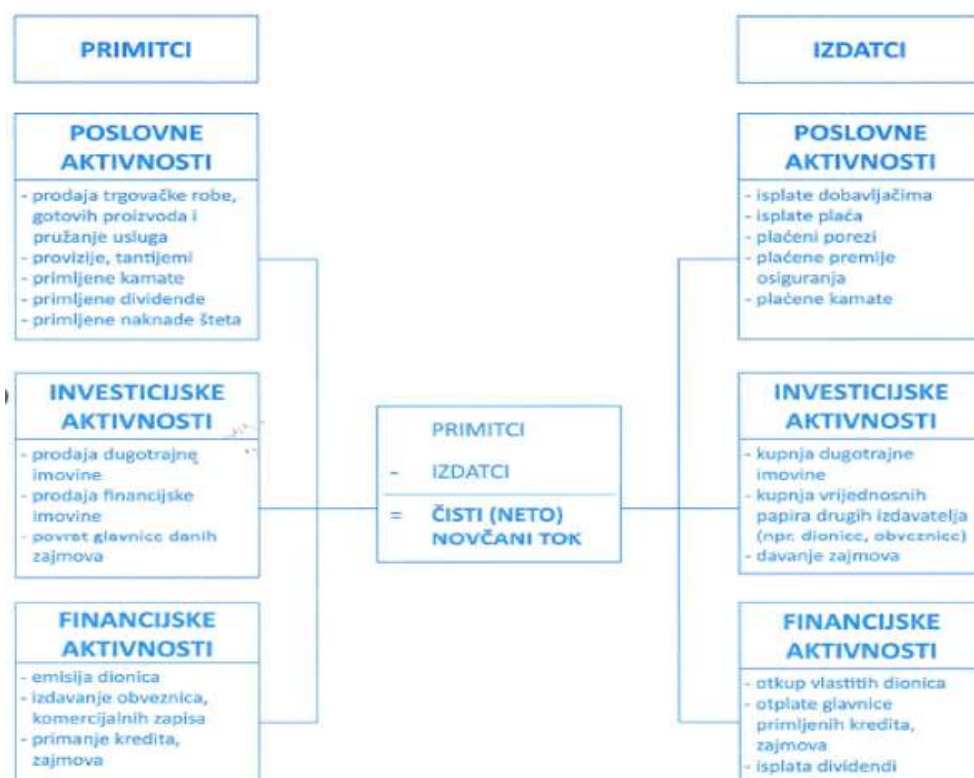 PRIMITCI
POSLOVNE
AKTIVNOSTI
- prodaja trgovačke robe,
gotovih proizvoda i
pružanje usluga
- provizije, tantijemi
- primljene kamate
- primljene dividende
- primljene naknade šteta
INVESTICIJSKE
AKTIVNOSTI
- prodaja dugotrajne
imovine
- prodaja financijske
imovine
- povrat glavnice danih
zajmova
FINANCIJSKE
AKTIVNOSTI
- emisija dionica
- izdavanje obveznica,
komercijalnih zapisa
- primanje kredita,
zajmova
PRIMITCI
- IZDATCI
= ČISTI (NETO)
NOVČANI TOK
IZDATCI
POSLOVNE
AKTIVNOSTI
- isplate dobavljačima
- isplate plaća
- plaćeni porezi
- plaćene premije
osiguranja
- plaćene kamate
INVESTICIJSKE
AKTIVNOSTI
- kupnja dugotrajne
imovine
- kupnja vrijednosnih
papira drugih izdavatelja
(npr. dionice, obveznice)
- davanje zajmova
FINANCIJSKE
AKTIVNOSTI
- otkup vlastitih dionica
- otplate glavnice
primljenih kredita,
zajmova
- isplata dividendi